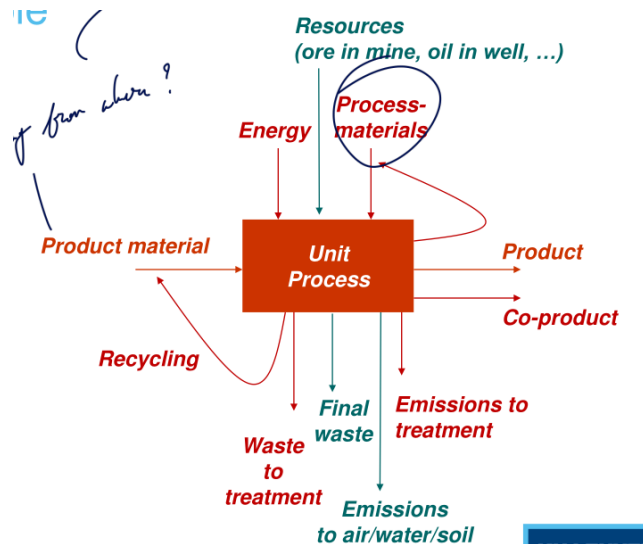 Resources
(ore in mine, oil in well, …)
from where?
Process-
materials
Energy
Product material
Unit
Process
Product
Co-product
Recycling
Final
waste
Emissions to
treatment
Waste
to
treatment
Emissions
to air/water/soil